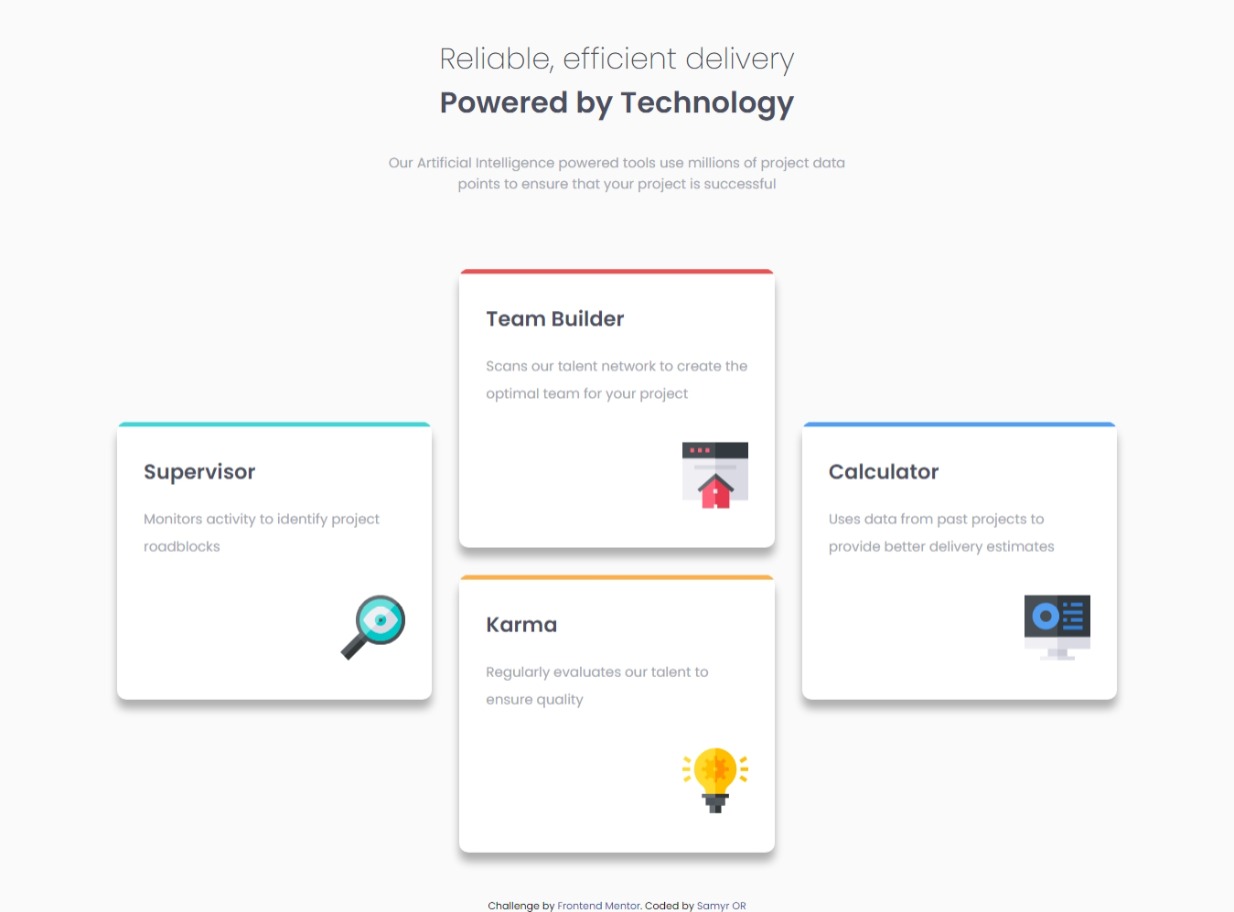 Reliable, efficient delivery
Powered by Technology
Our Artificial Intelligence powered tools use millions of project data
points to ensure that your project is successful
Team Builder
Scans our talent network to create the
optimal team for your project
Supervisor
Monitors activity to identify project
roadblocks
Calculator
Uses data from past projects to
provide better delivery estimates
Karma
Regularly evaluates our talent to
ensure quality
Challenge by Frontend Mentor. Coded by Samyr OR